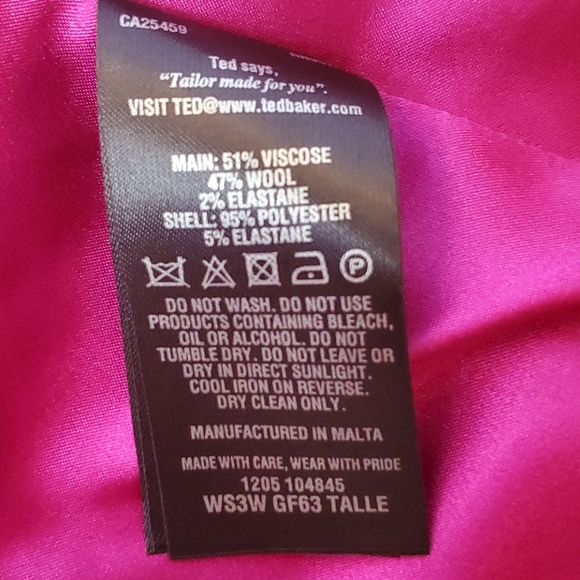 CA25459
Ted says,
"Tailor made for you".
VISIT TED@www.tedbaker.com
MAIN: 51% VISCOSE
47% WOOL
2% ELASTANE
SHELL: 95% POLYESTER
5% ELASTANE
P
DO NOT WASH. DO NOT USE
PRODUCTS CONTAINING BLEACH,
OIL OR ALCOHOL. DO NOT
TUMBLE DRY. DO NOT LEAVE OR
DRY IN DIRECT SUNLIGHT.
COOL IRON ON REVERSE.
DRY CLEAN ONLY.
MANUFACTURED IN MALTA
MADE WITH CARE, WEAR WITH PRIDE
1205 104845
WS3W GF63 TALLE